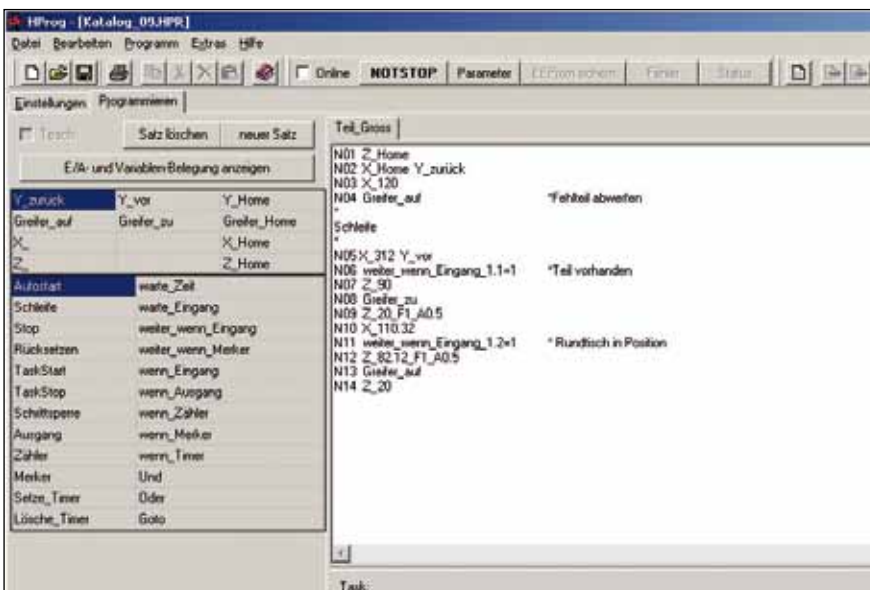 HProg - [Katalog_09.HPR]
Datei Bearbeiten Programm Extras Hilfe
Online NOTSTOP Parameter EEProm sichern Fehler Status
Einstellungen Programmieren
Teach Satz löschen neuer Satz
E/A- und Variablen-Belegung anzeigen
Y_zurück Y_vor Y_Home
Greifer_auf Greifer_zu Greifer_Home
X_ X_Home
Z_ Z_Home
Autostart warte_Zeit
Schleife warte_Eingang
Stop weiter_wenn_Eingang
Rücksetzen weiter_wenn_Merker
TaskStart wenn_Eingang
TaskStop wenn_Ausgang
Schrittsperre wenn_Zähler
Ausgang wenn_Merker
Zähler wenn_Timer
Merker Und
Setze_Timer Oder
Lösche_Timer Goto
Teil_Gross
N01 Z_Home
N02 X_Home Y_zurück
N03 X_120
N04 Greifer_auf "Fehlteil abwerfen
"
Schleife
"
N05 X_312 Y_vor
N06 weiter_wenn_Eingang_1.1=1 "Teil vorhanden
N07 Z_90
N08 Greifer_zu
N09 Z_20_F1_A0.5
N10 X_110.32
N11 weiter_wenn_Eingang_1.2=1 " Rundtisch in Position
N12 Z_82.12_F1_A0.5
N13 Greifer_auf
N14 Z_20
Task: